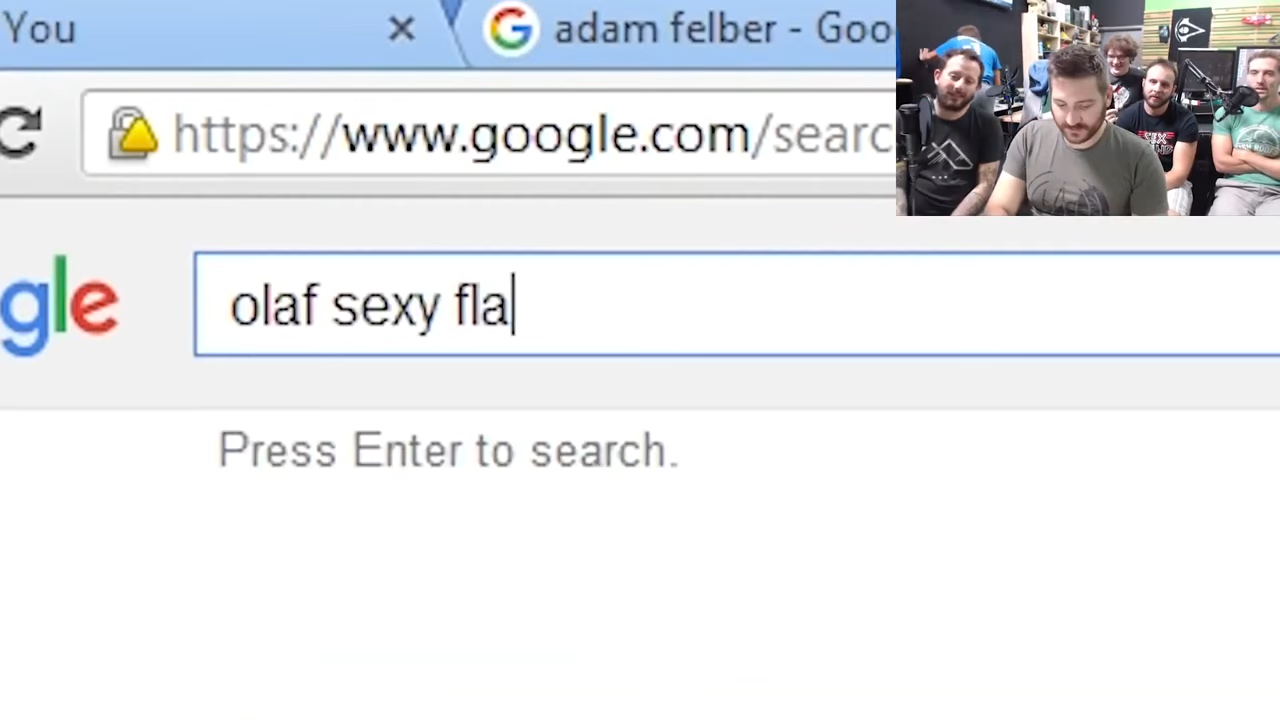 You
adam felber - Goo
https://www.google.com/searc
gle
olaf sexy fla
Press Enter to search.